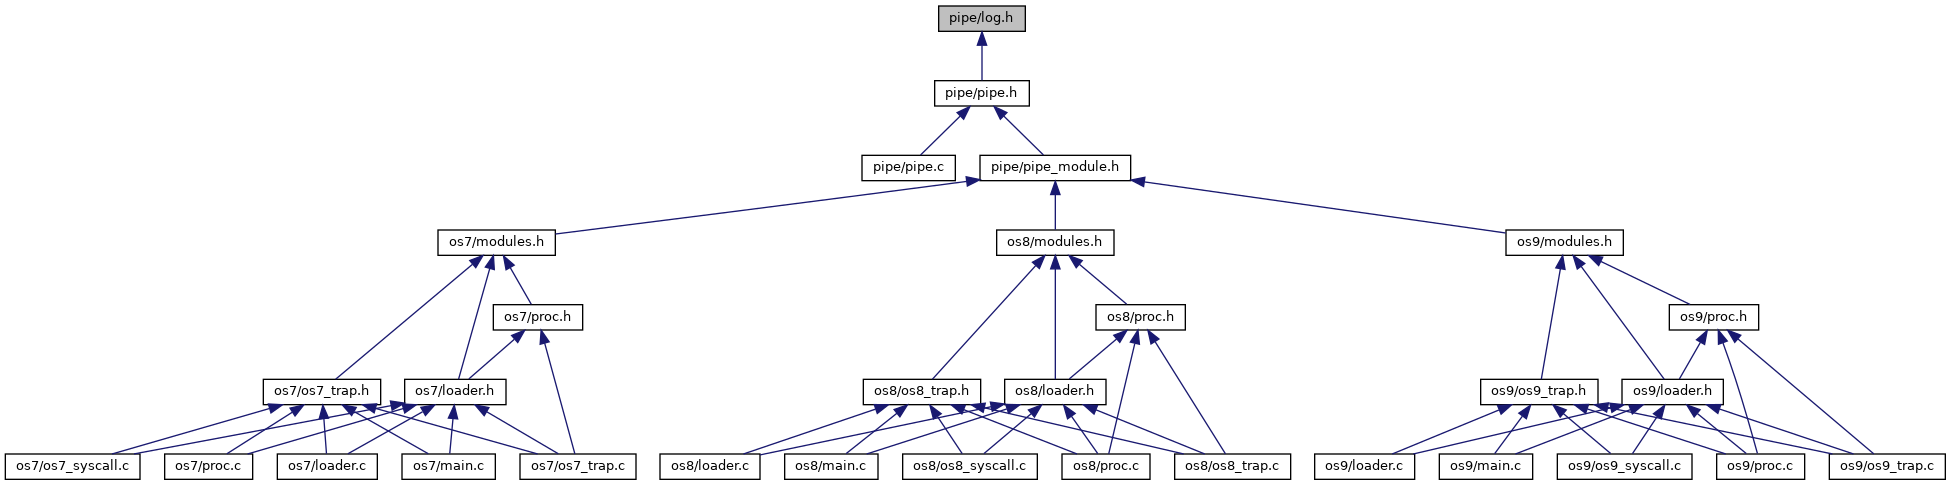 pipe/log.h
pipe/pipe.h
pipe/pipe.c
pipe/pipe_module.h
os7/modules.h
os8/modules.h
os9/modules.h
os7/proc.h
os8/proc.h
os9/proc.h
os7/os7_trap.h
os7/loader.h
os8/os8_trap.h
os8/loader.h
os9/os9_trap.h
os9/loader.h
os7/os7_syscall.c
os7/proc.c
os7/loader.c
os7/main.c
os7/os7_trap.c
os8/loader.c
os8/main.c
os8/os8_syscall.c
os8/proc.c
os8/os8_trap.c
os9/loader.c
os9/main.c
os9/os9_syscall.c
os9/proc.c
os9/os9_trap.c